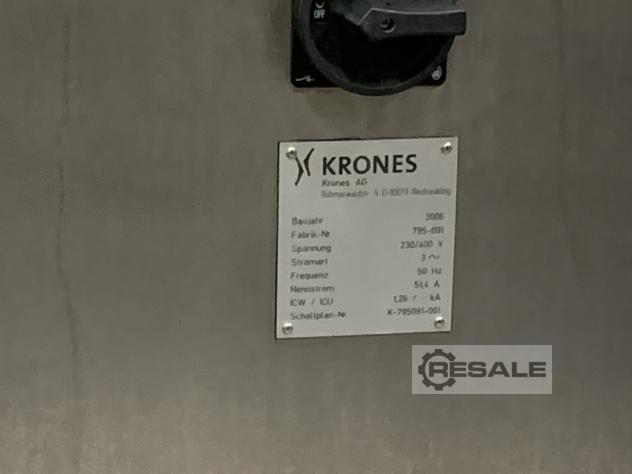 OFF
KRONES
Krones AG
Böhmerwaldstr. 5 D-93073 Neutraubling
Baujahr 2006
Fabrik-Nr 795-091
Spannung 230/400 V
Stromart 3 ~
Frequenz 50 Hz
Nennstrom 51,4 A
ICW / ICU 1,26 / - kA
Schaltplan-Nr. K-795091-001
RESALE